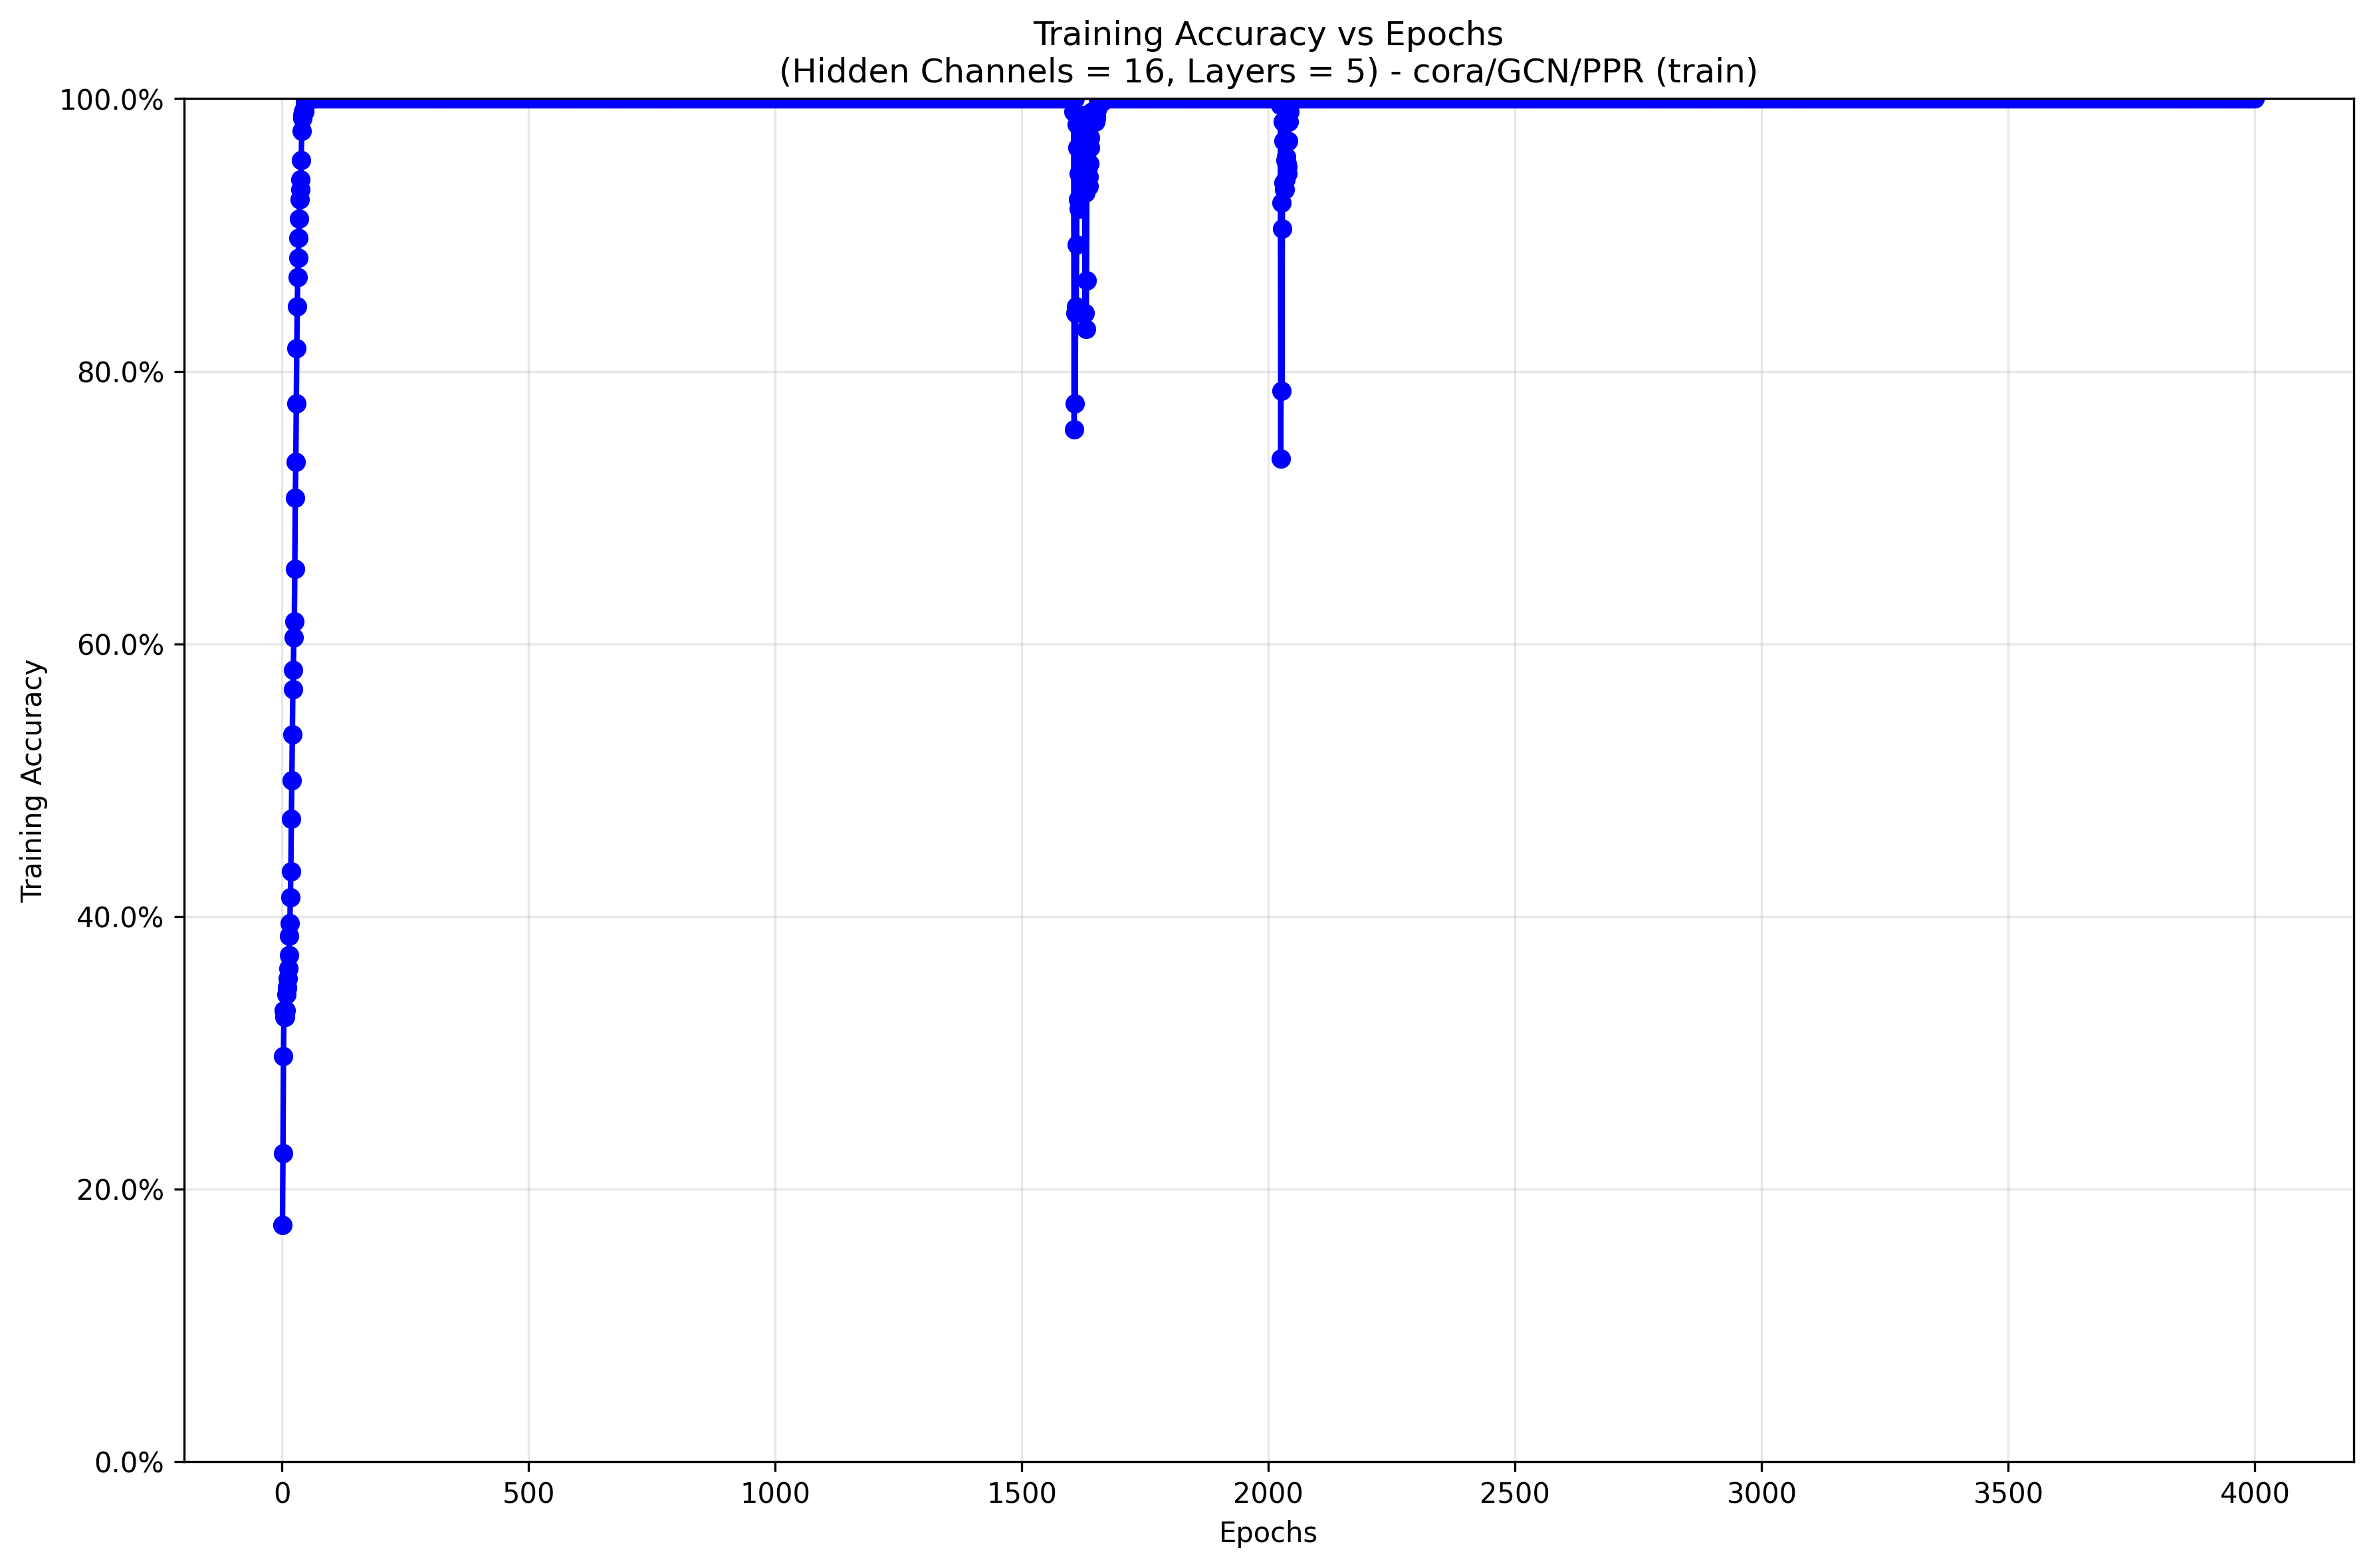 Training Accuracy vs Epochs
(Hidden Channels = 16, Layers = 5) - cora/GCN/PPR (train)
Training Accuracy
100.0%
80.0%
60.0%
40.0%
20.0%
0.0%
0 500 1000 1500 2000 2500 3000 3500 4000
Epochs